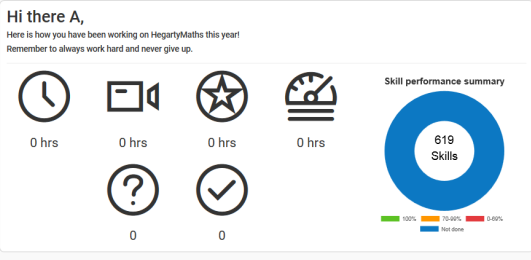 Hi there A,
Here is how you have been working on HegartyMaths this year!
Remember to always work hard and never give up.
Skill performance summary
0 hrs
0 hrs
0 hrs
0 hrs
619
Skills
0
0
100%
70-99%
0-69%
Not done